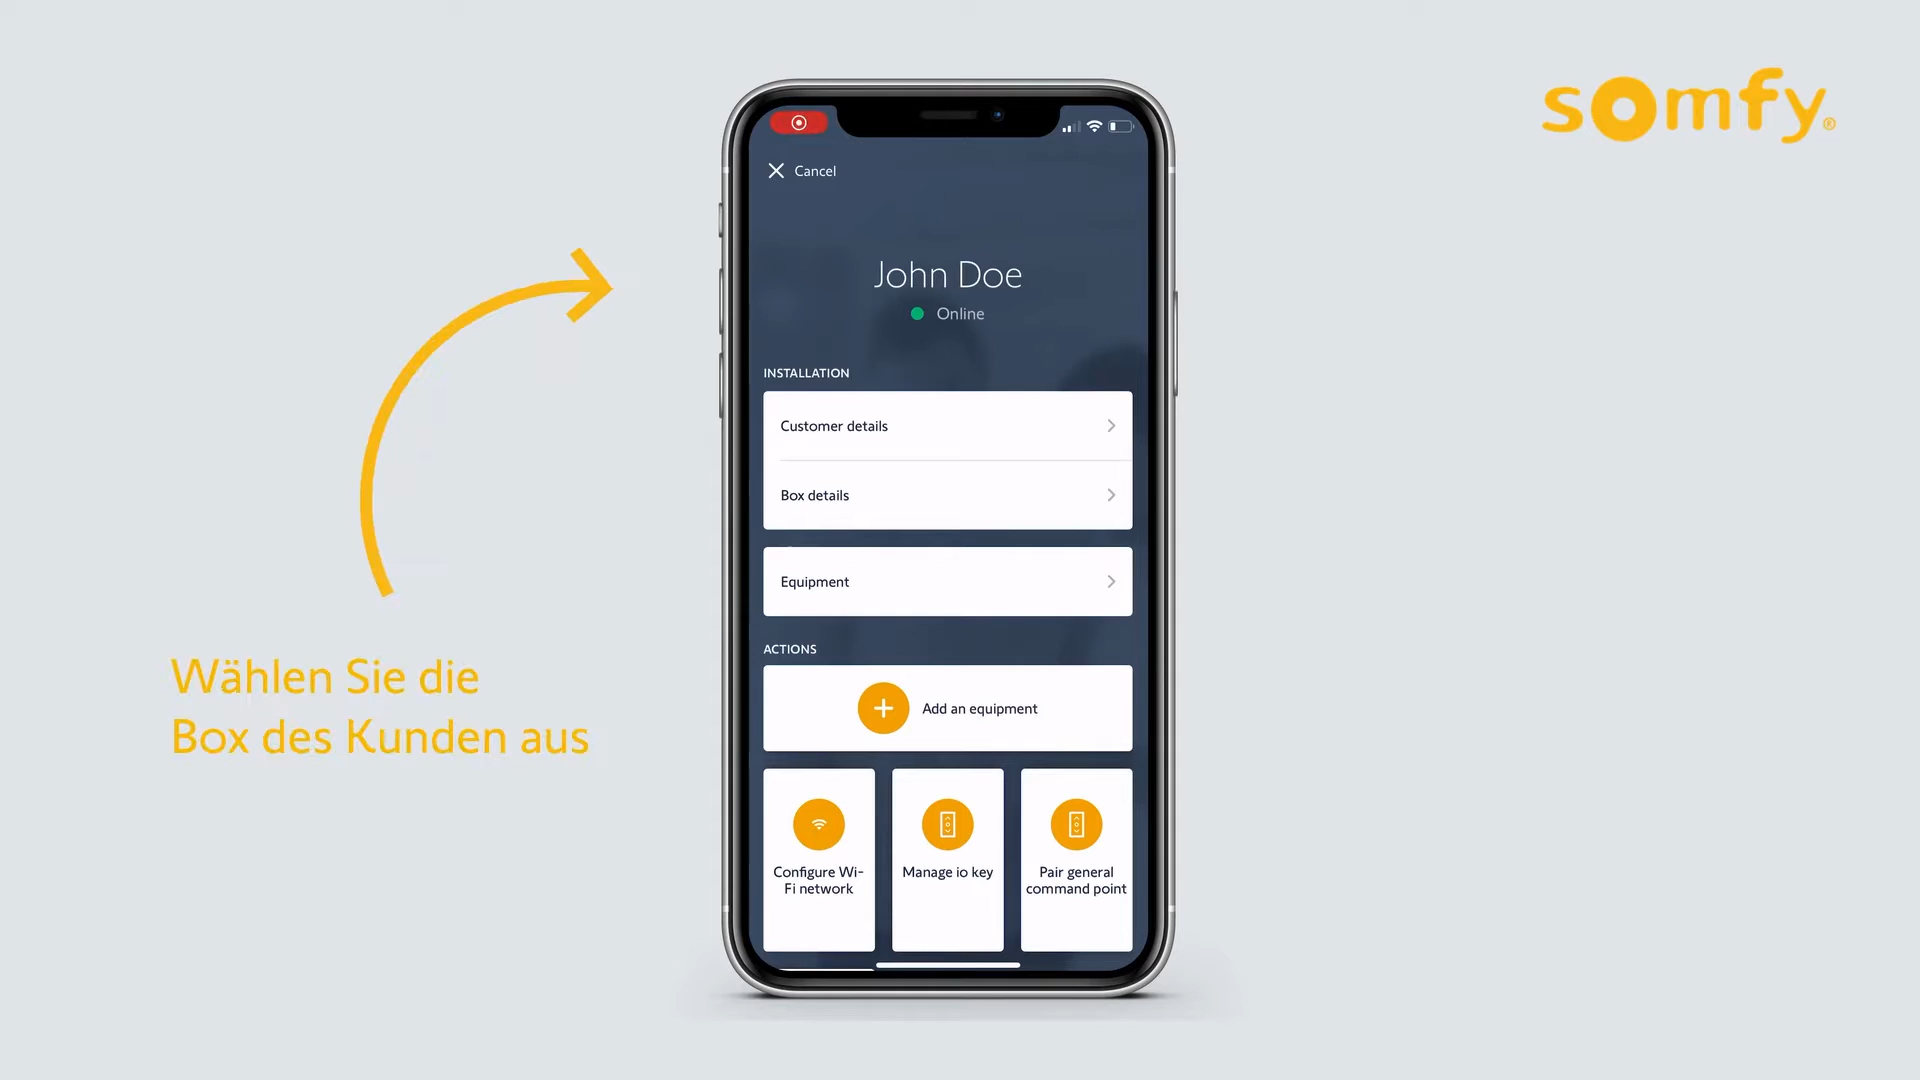 somfy®
Cancel
John Doe
Online
INSTALLATION
Customer details
Box details
Equipment
ACTIONS
Add an equipment
Configure Wi-
Fi network
Manage io key
Pair general
command point
Wählen Sie die
Box des Kunden aus